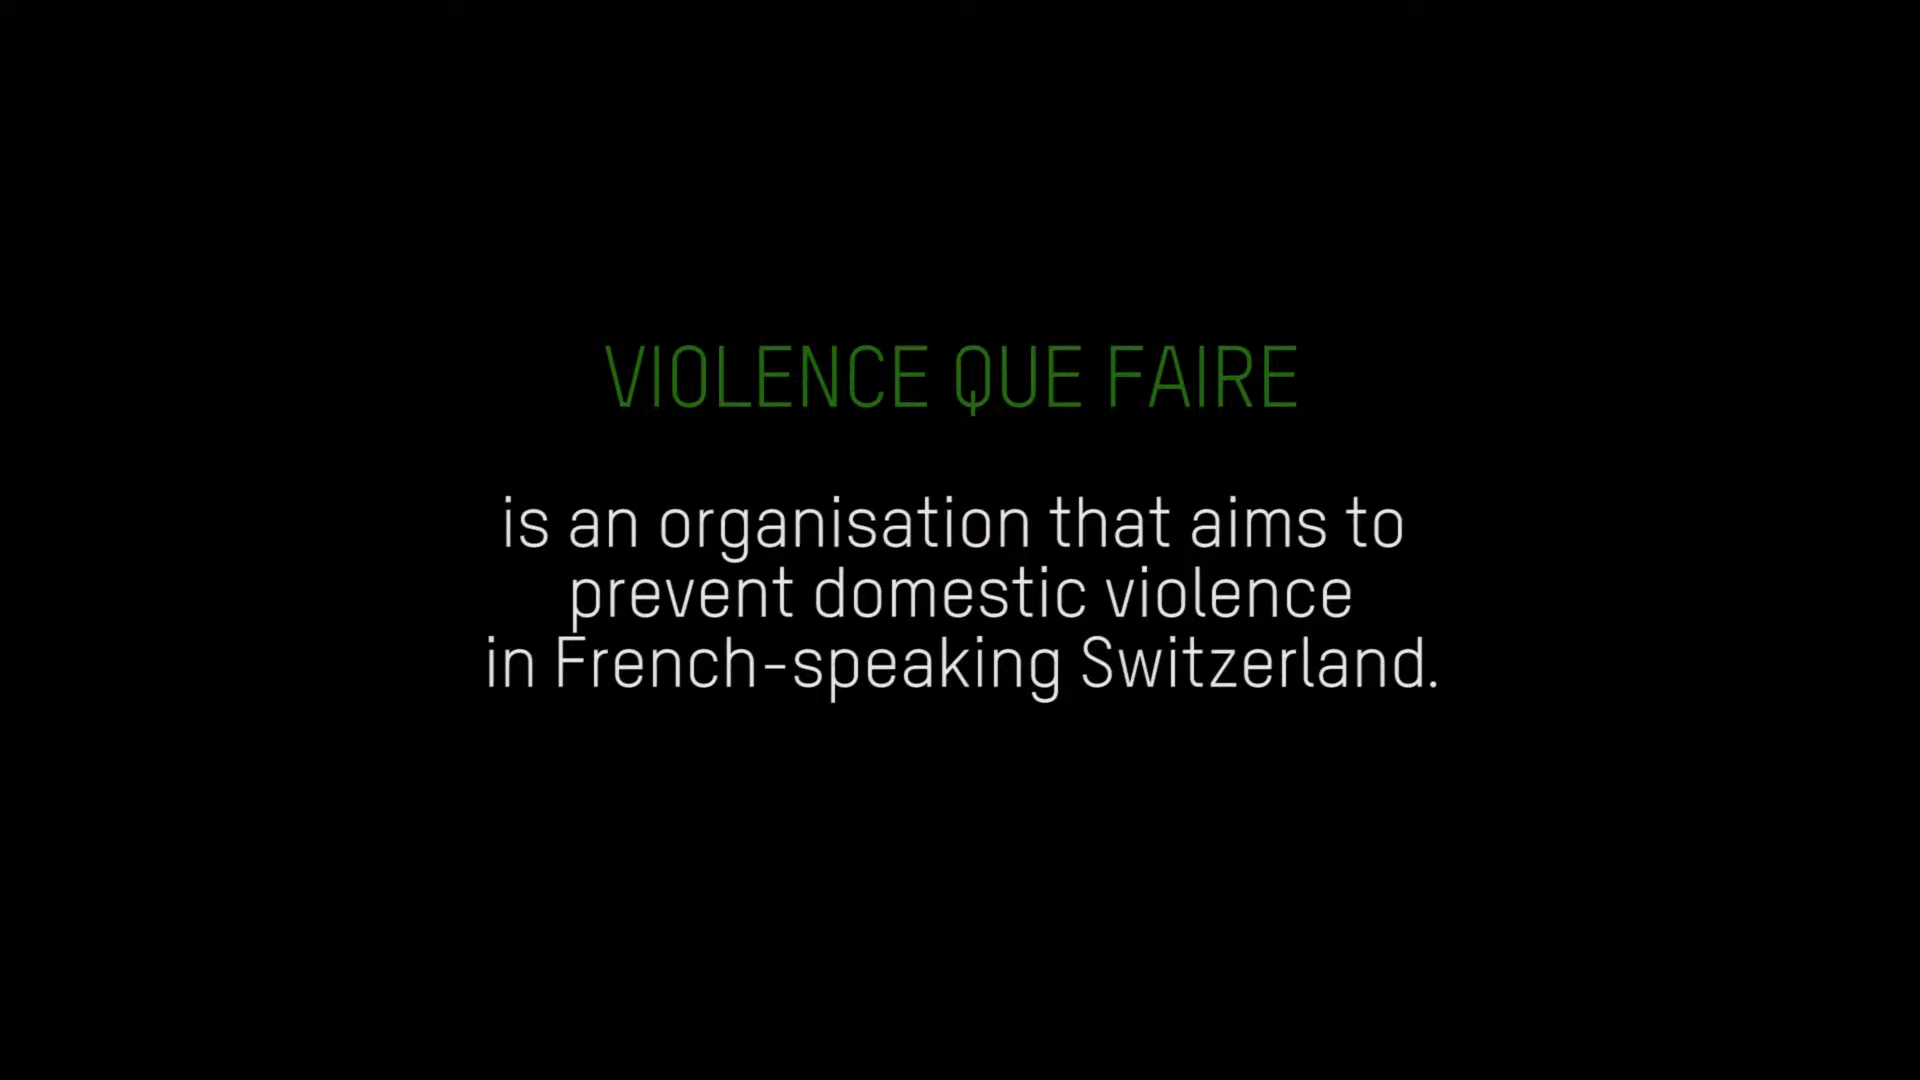 VIOLENCE QUE FAIRE
is an organisation that aims to
prevent domestic violence
in French-speaking Switzerland.